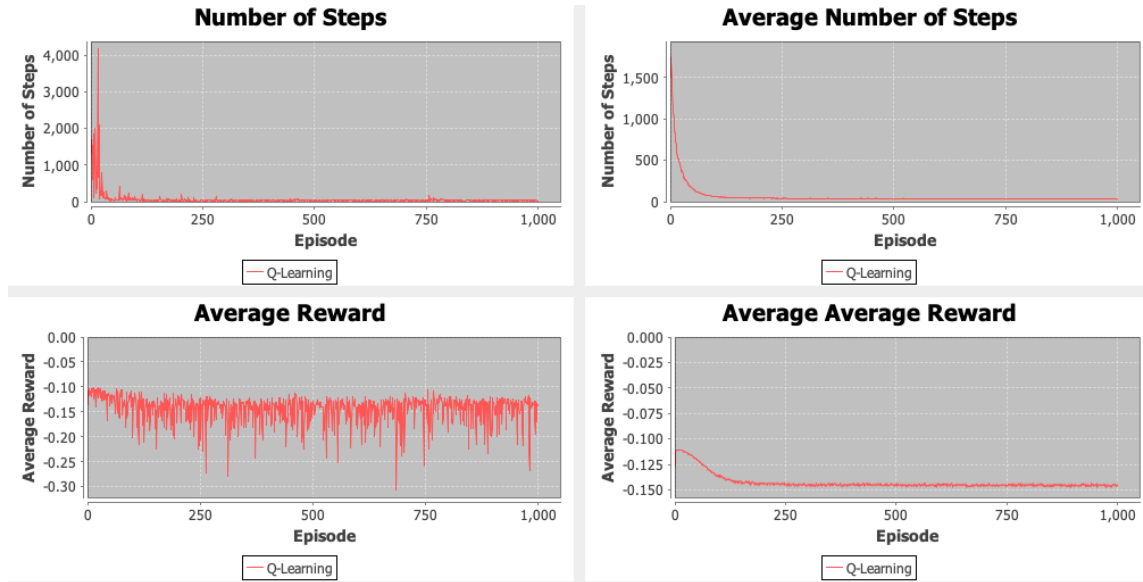 Number of Steps
Number of Steps
4,000
3,000
2,000
1,000
0
0
250
500
750
1,000
Episode
Q-Learning
Average Number of Steps
Number of Steps
1,500
1,000
500
0
0
250
500
750
1,000
Episode
Q-Learning
Average Reward
Average Reward
0.00
-0.05
-0.10
-0.15
-0.20
-0.25
-0.30
0
250
500
750
1,000
Episode
Q-Learning
Average Average Reward
Average Reward
0.000
-0.025
-0.050
-0.075
-0.100
-0.125
-0.150
0
250
500
750
1,000
Episode
Q-Learning